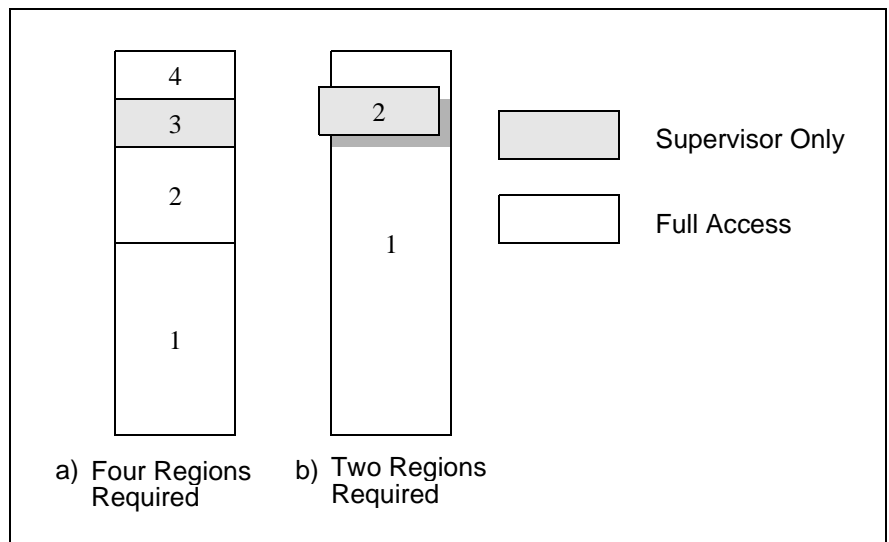 4
3
2
1
a) Four Regions
Required
2
1
b) Two Regions
Required
Supervisor Only
Full Access